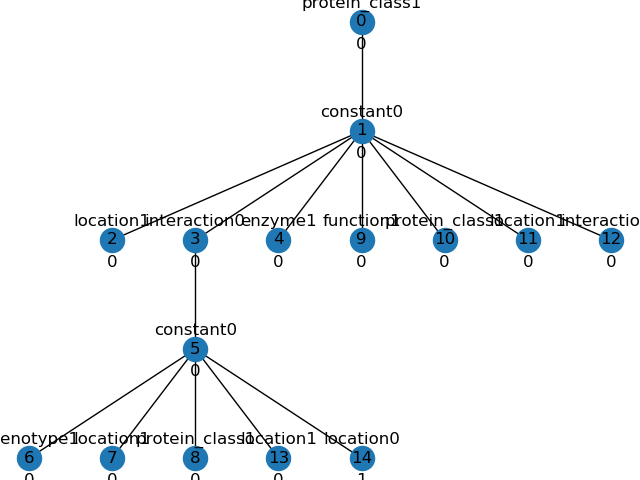 protein_class1
0
0
constant0
1
0
location1 interaction0 enzyme1 function1 protein_class1 location1 interactio
2 3 4 9 10 11 12
0 0 0 0 0 0 0
constant0
5
0
enotype1 location1 protein_class1 location1 location0
6 7 8 13 14
0 0 0 0 1